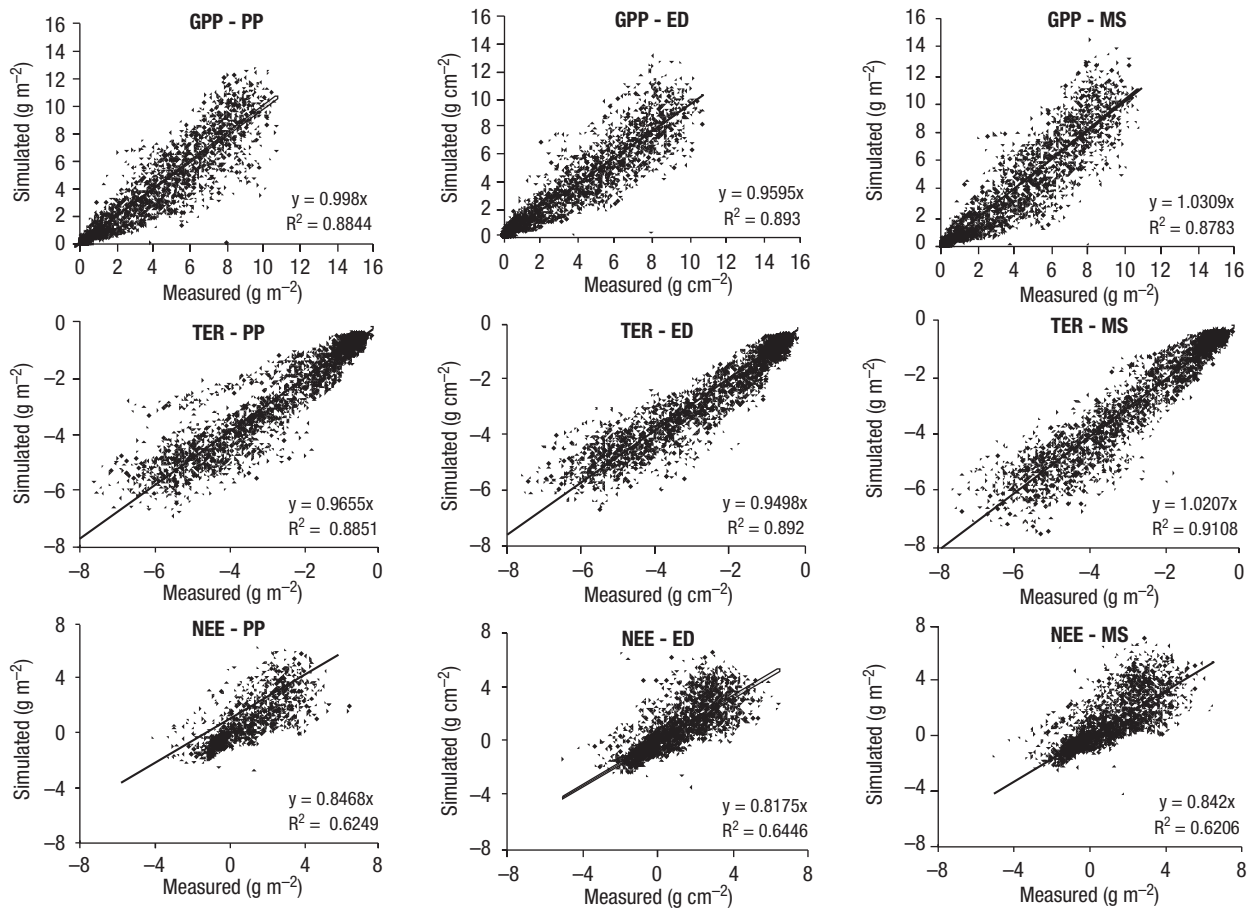 GPP - PP
Simulated (g m−2)
16
14
12
10
8
6
4
2
0
y = 0.998x
R2 = 0.8844
0 2 4 6 8 10 12 14 16
Measured (g m−2)
GPP - ED
Simulated (g cm−2)
16
14
12
10
8
6
4
2
0
y = 0.9595x
R2 = 0.893
0 2 4 6 8 10 12 14 16
Measured (g cm−2)
GPP - MS
Simulated (g m−2)
16
14
12
10
8
6
4
2
0
y = 1.0309x
R2 = 0.8783
0 2 4 6 8 10 12 14 16
Measured (g m−2)
TER - PP
Simulated (g m−2)
0
−2
−4
−6
−8
y = 0.9655x
R2 = 0.8851
−8 −6 −4 −2 0
Measured (g m−2)
TER - ED
Simulated (g cm−2)
0
−2
−4
−6
−8
y = 0.9498x
R2 = 0.892
−8 −6 −4 −2 0
Measured (g cm−2)
TER - MS
Simulated (g m−2)
0
−2
−4
−6
−8
y = 1.0207x
R2 = 0.9108
−8 −6 −4 −2 0
Measured (g m−2)
NEE - PP
Simulated (g m−2)
8
4
0
−4
−8
y = 0.8468x
R2 = 0.6249
−8 −4 0 4 8
Measured (g m−2)
NEE - ED
Simulated (g cm−2)
8
4
0
−4
−8
y = 0.8175x
R2 = 0.6446
−8 −4 0 4 8
Measured (g cm−2)
NEE - MS
Simulated (g m−2)
8
4
0
−4
−8
y = 0.842x
R2 = 0.6206
−8 −4 0 4 8
Measured (g m−2)